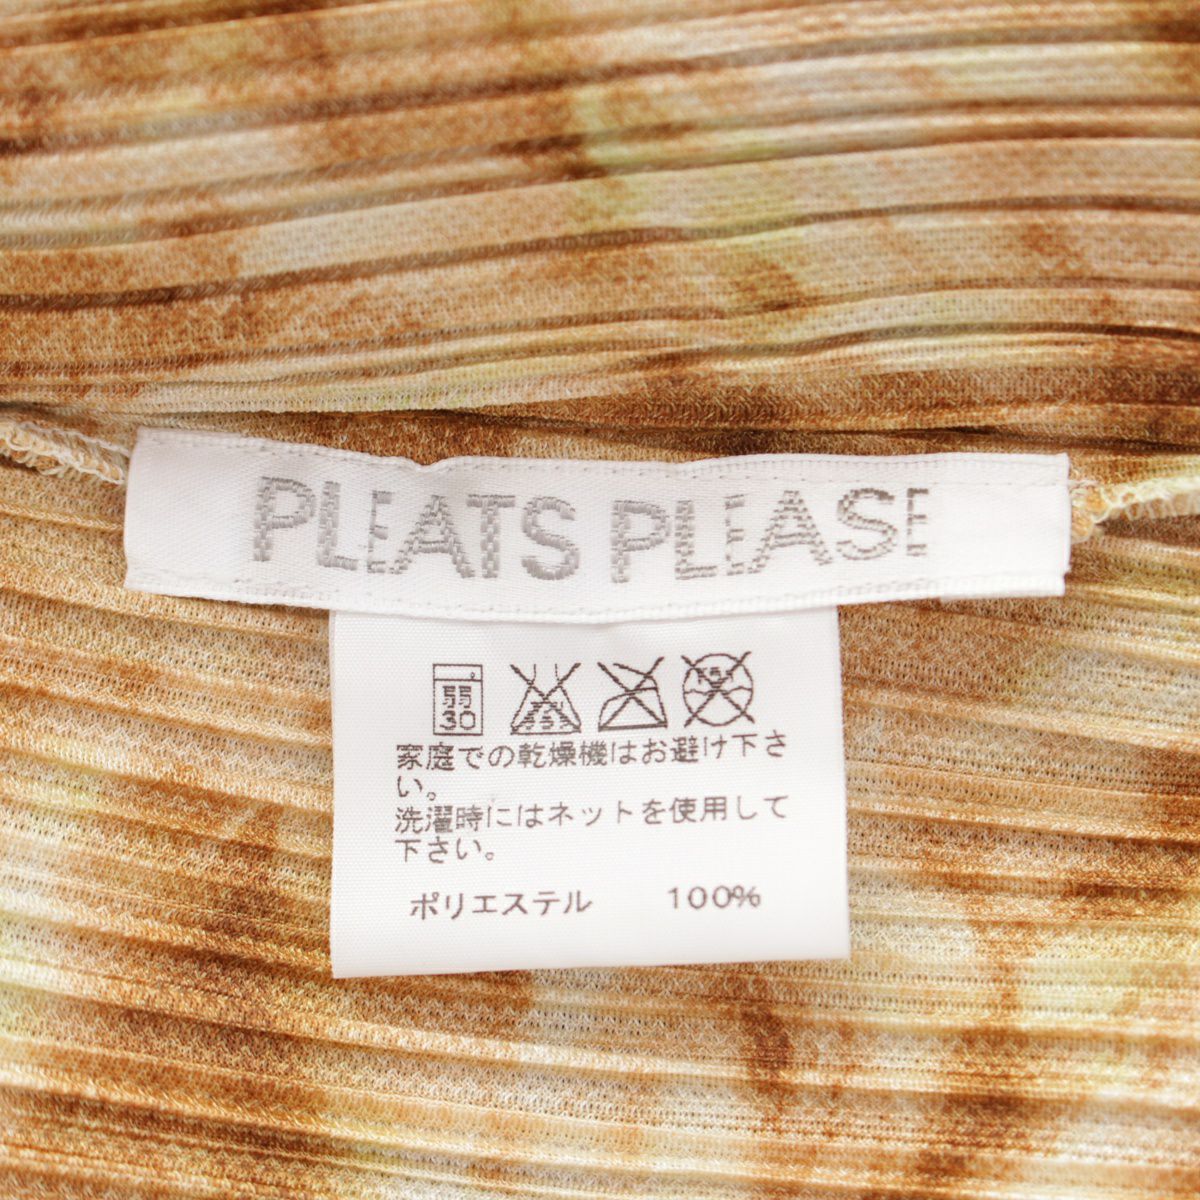 PLEATS PLEASE
弱
30
家庭での乾燥機はお避け下さ
い。
洗濯時にはネットを使用して
下さい。
ポリエステル 100%